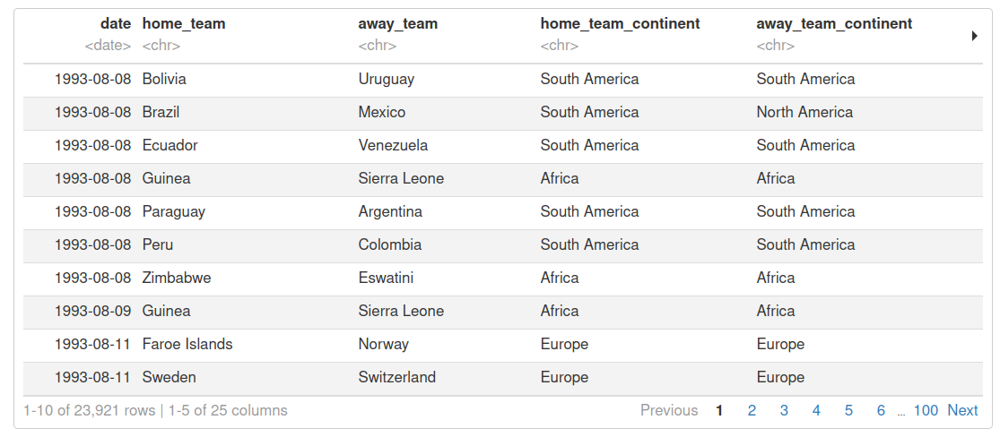 date home_team away_team home_team_continent away_team_continent
<date> <chr> <chr> <chr> <chr>
1993-08-08 Bolivia Uruguay South America South America
1993-08-08 Brazil Mexico South America North America
1993-08-08 Ecuador Venezuela South America South America
1993-08-08 Guinea Sierra Leone Africa Africa
1993-08-08 Paraguay Argentina South America South America
1993-08-08 Peru Colombia South America South America
1993-08-08 Zimbabwe Eswatini Africa Africa
1993-08-09 Guinea Sierra Leone Africa Africa
1993-08-11 Faroe Islands Norway Europe Europe
1993-08-11 Sweden Switzerland Europe Europe
1-10 of 23,921 rows | 1-5 of 25 columns Previous 1 2 3 4 5 6 ... 100 Next